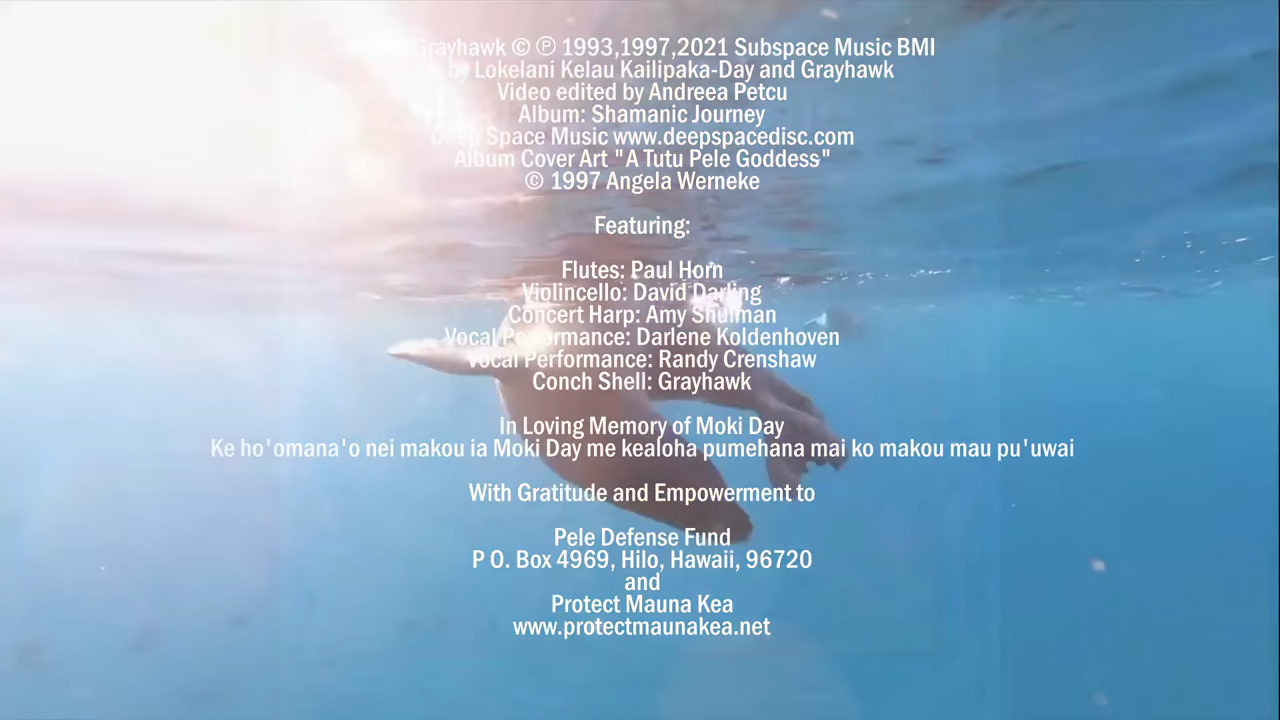 Grayhawk © ℗ 1993,1997,2021 Subspace Music BMI
by Lokelani Kelau Kailipaka-Day and Grayhawk
Video edited by Andreea Petcu
Album: Shamanic Journey
Deep Space Music www.deepspacedisc.com
Album Cover Art "A Tutu Pele Goddess"
© 1997 Angela Werneke
Featuring:
Flutes: Paul Horn
Violincello: David Darling
Concert Harp: Amy Shulman
Vocal Performance: Darlene Koldenhoven
Vocal Performance: Randy Crenshaw
Conch Shell: Grayhawk
In Loving Memory of Moki Day
Ke ho'omana'o nei makou ia Moki Day me kealoha pumehana mai ko makou mau pu'uwai
With Gratitude and Empowerment to
Pele Defense Fund
P O. Box 4969, Hilo, Hawaii, 96720
and
Protect Mauna Kea
www.protectmaunakea.net